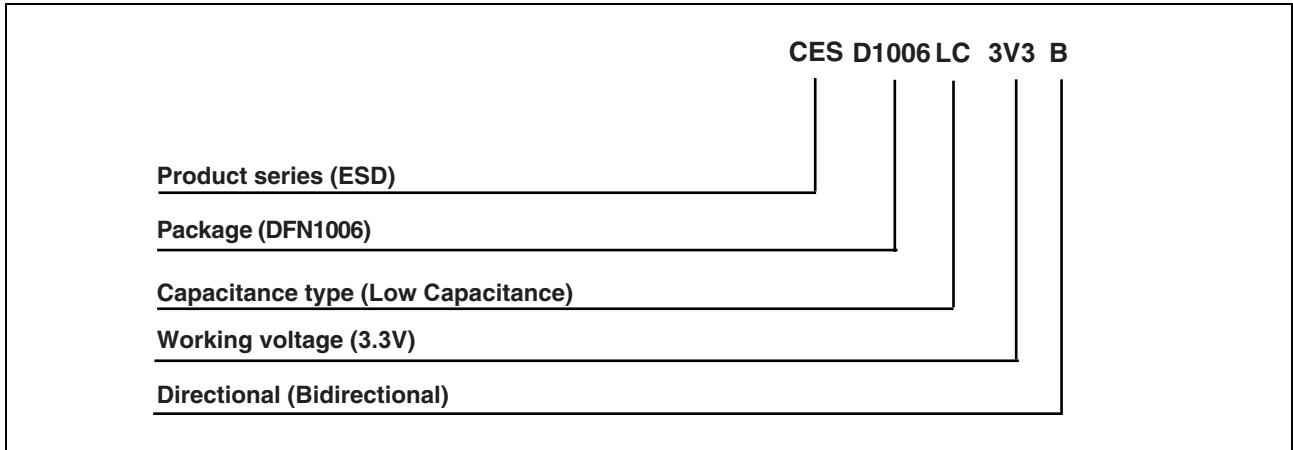 CES D1006 LC 3V3 B
Product series (ESD)
Package (DFN1006)
Capacitance type (Low Capacitance)
Working voltage (3.3V)
Directional (Bidirectional)